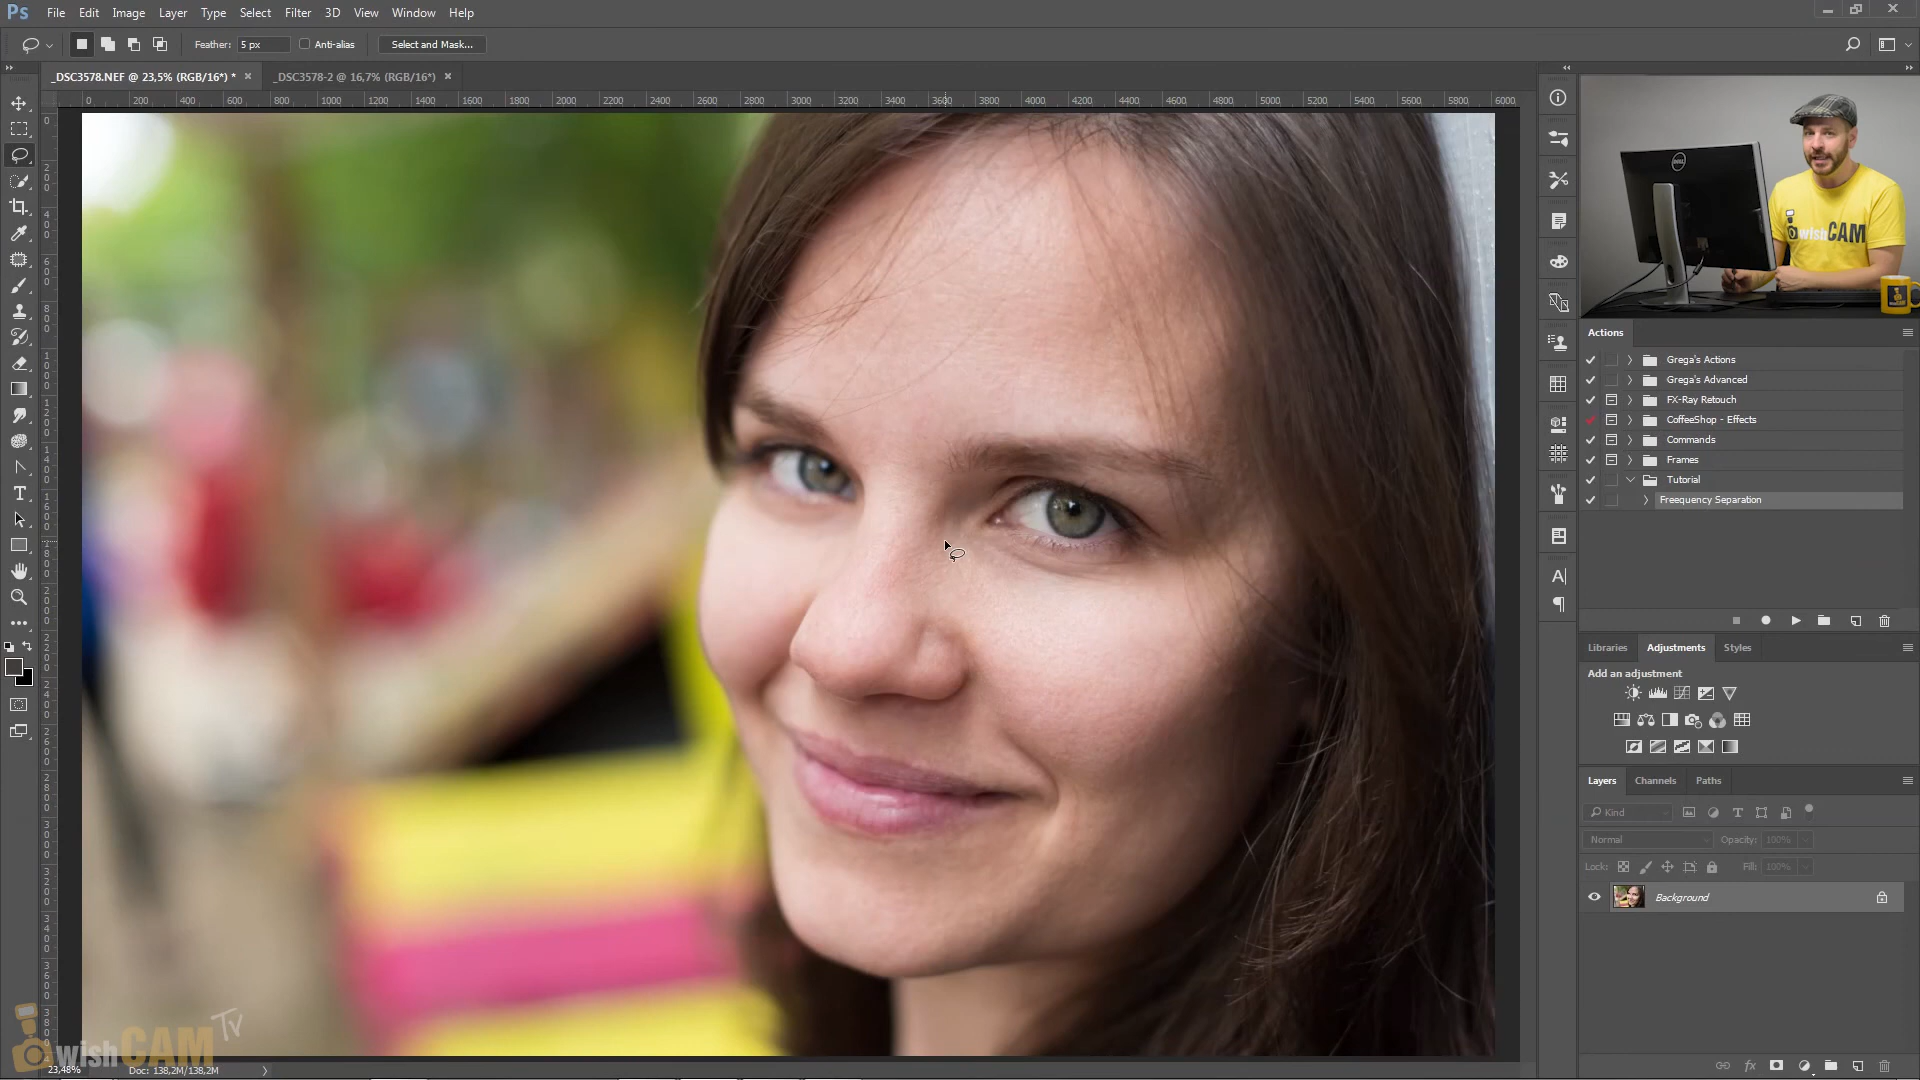 Ps File Edit Image Layer Type Select Filter 3D View Window Help
Feather: 5 px Anti-alias Select and Mask...
_DSC3578.NEF @ 23,5% (RGB/16*) * × _DSC3578-2 @ 16,7% (RGB/16*) ×
0 200 400 600 800 1000 1200 1400 1600 1800 2000 2200 2400 2600 2800 3000 3200 3400 3600 3800 4000 4200 4400 4600 4800 5000 5200 5400 5600 5800 6000
DELL
wishCAM
Actions
Grega's Actions
Grega's Advanced
FX-Ray Retouch
CoffeeShop - Effects
Commands
Frames
Tutorial
Freequency Separation
Libraries Adjustments Styles
Add an adjustment
Layers Channels Paths
Kind
Normal Opacity: 100%
Lock: Fill: 100%
Background
fx
wishCAM Tv
23,48% Doc: 138,2M/138,2M